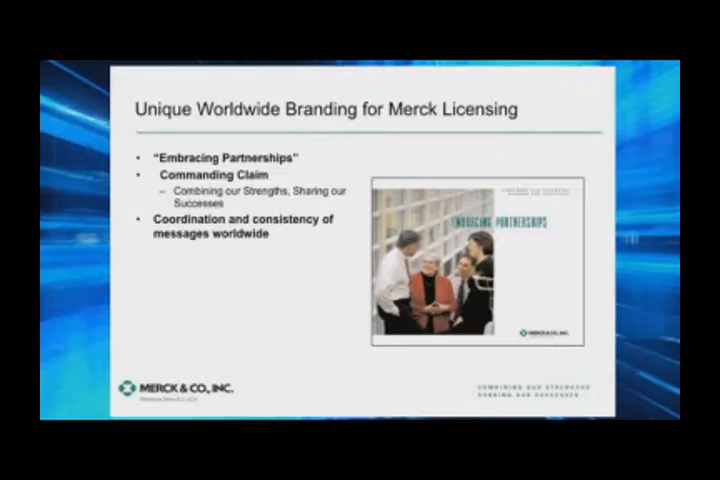 Unique Worldwide Branding for Merck Licensing
• "Embracing Partnerships"
• Commanding Claim
– Combining our Strengths, Sharing our
Successes
• Coordination and consistency of
messages worldwide
EMBRACING PARTNERSHIPS
MERCK & CO., INC.
MERCK & CO., INC.
COMBINING OUR STRENGTHS
SHARING OUR SUCCESSES